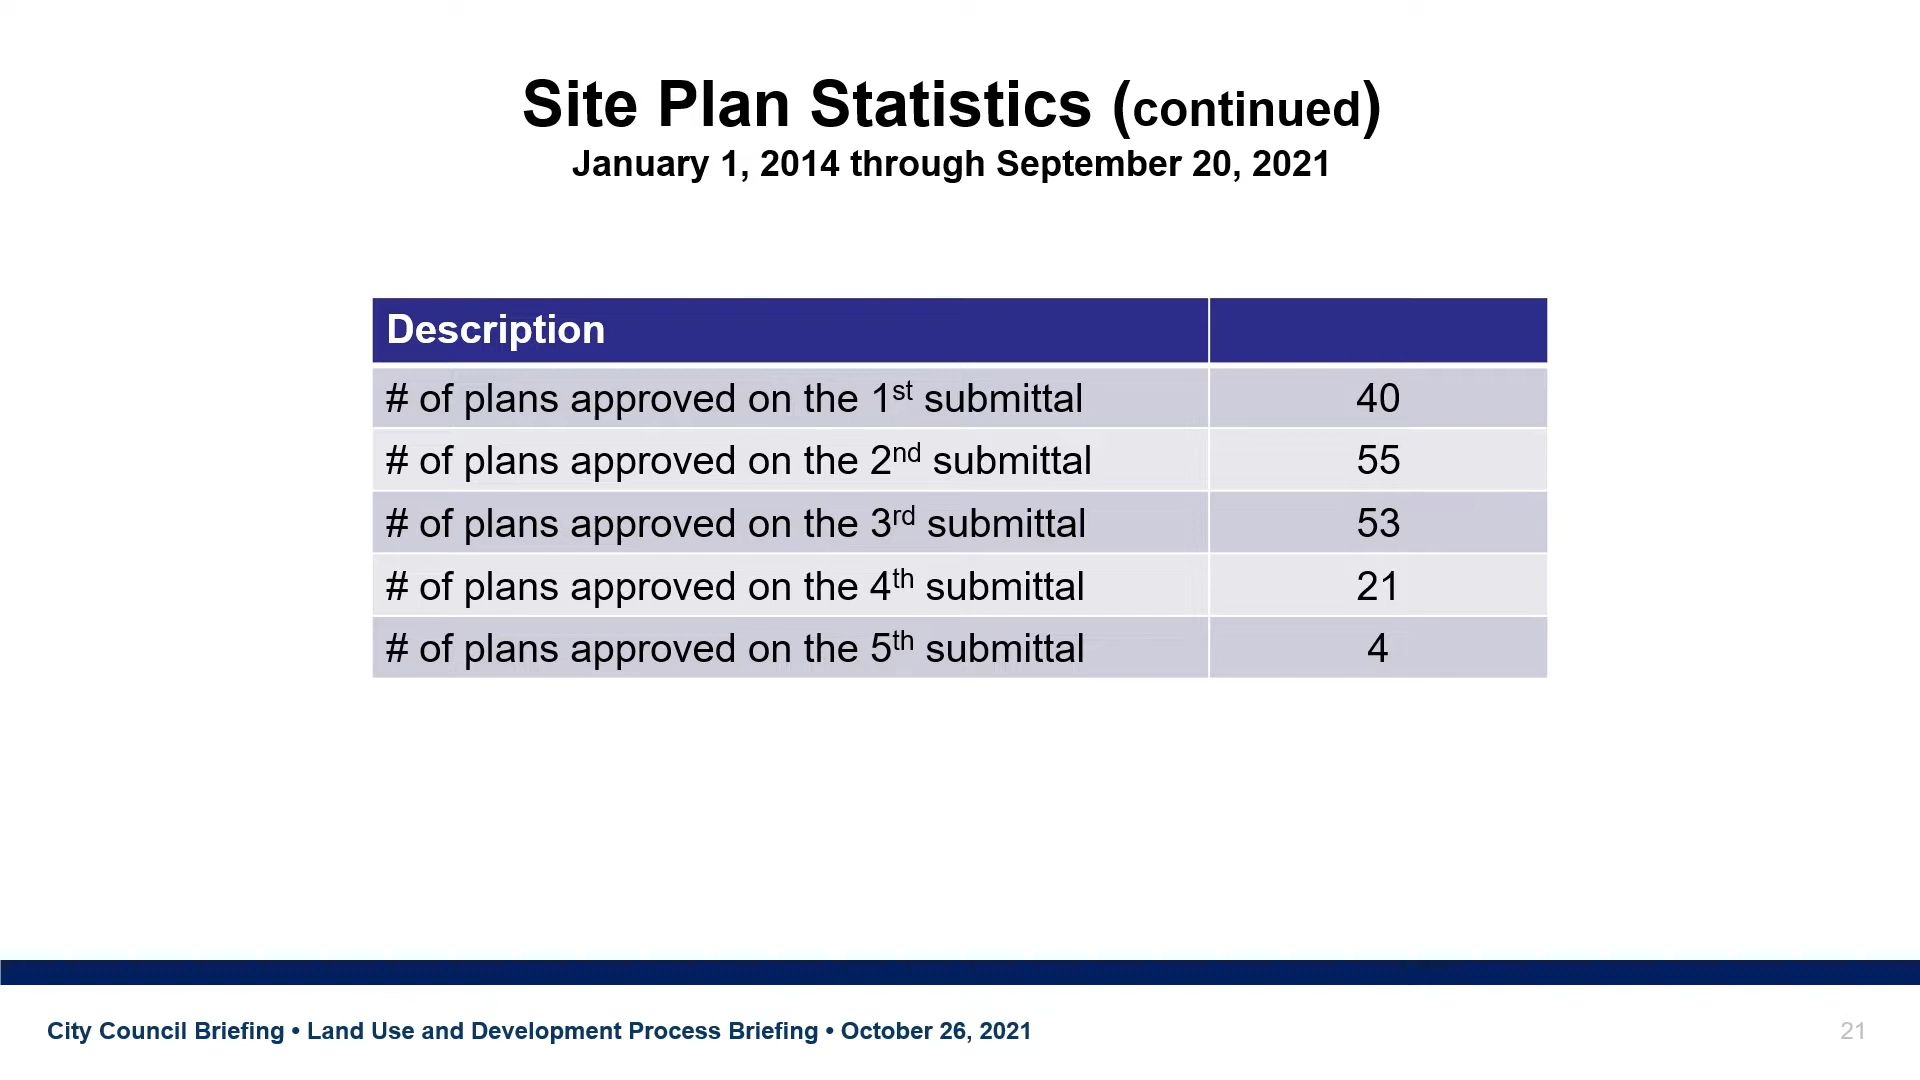 Site Plan Statistics (continued)
January 1, 2014 through September 20, 2021
Description
# of plans approved on the 1st submittal 40
# of plans approved on the 2nd submittal 55
# of plans approved on the 3rd submittal 53
# of plans approved on the 4th submittal 21
# of plans approved on the 5th submittal 4
City Council Briefing • Land Use and Development Process Briefing • October 26, 2021 21